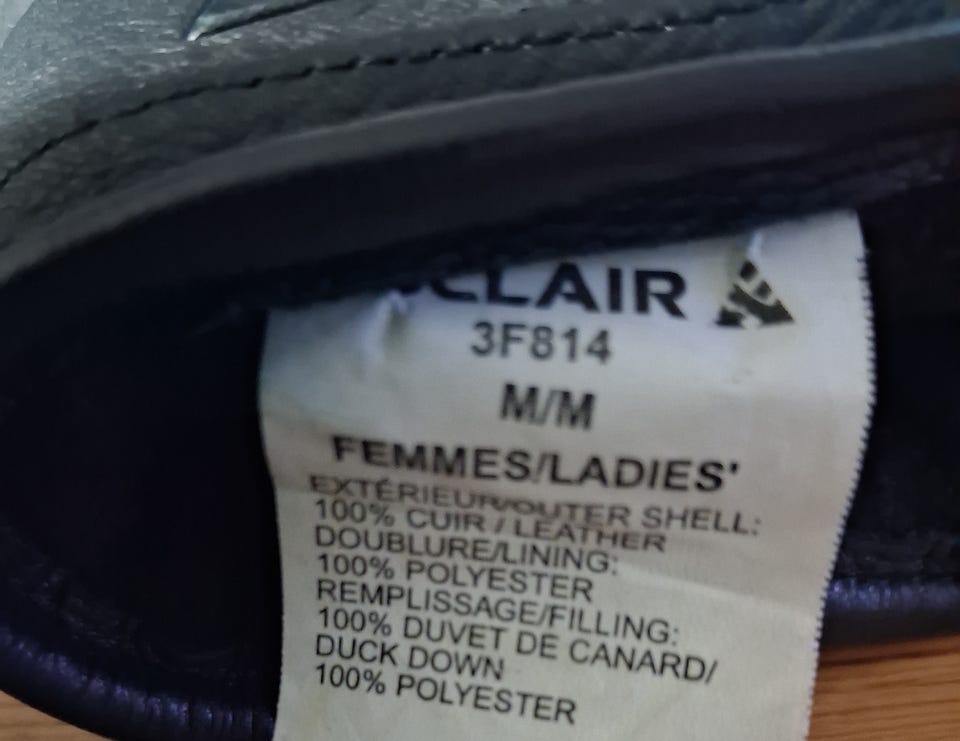 CLAIR
3F814
M/M
FEMMES/LADIES'
EXTÉRIEUR/OUTER SHELL:
100% CUIR / LEATHER
DOUBLURE/LINING:
100% POLYESTER
REMPLISSAGE/FILLING:
100% DUVET DE CANARD/
DUCK DOWN
100% POLYESTER